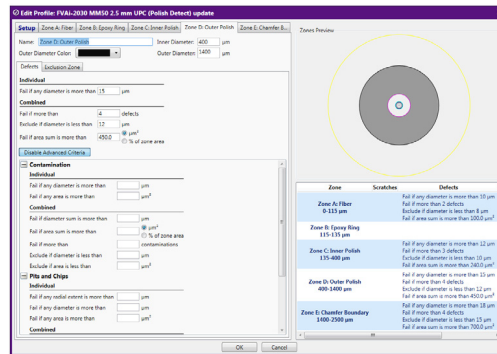 Edit Profile: FVAi-2030 MM50 2.5 mm UPC (Polish Detect) update
Setup Zone A: Fiber Zone B: Epoxy Ring Zone C: Inner Polish Zone D: Outer Polish Zone E: Chamfer B...
Name: Zone D: Outer Polish Inner Diameter: 400 µm
Outer Diameter Color: Outer Diameter: 1400 µm
Defects Exclusion Zone
Individual
Fail if any diameter is more than 15 µm
Combined
Fail if more than 4 defects
Exclude if diameter is less than 12 µm
Fail if area sum is more than 450.0 µm²
% of zone area
Disable Advanced Criteria
Contamination
Individual
Fail if any diameter is more than µm
Fail if any area is more than µm²
Combined
Fail if diameter sum is more than µm
Fail if area sum is more than µm²
% of zone area
Fail if more than contaminations
Exclude if diameter is less than µm
Exclude if area is less than µm²
Pits and Chips
Individual
Fail if any radial extent is more than µm
Fail if any diameter is more than µm
Fail if any area is more than µm²
Combined
Zones Preview
Zone Scratches Defects
Zone A: Fiber
0-115 µm
Fail if any diameter is more than 10 µm
Fail if more than 2 defects
Exclude if diameter is less than 8 µm
Fail if area sum is more than 100.0 µm²
Zone B: Epoxy Ring
115-135 µm
Zone C: Inner Polish
135-400 µm
Fail if any diameter is more than 12 µm
Fail if more than 3 defects
Exclude if diameter is less than 10 µm
Fail if area sum is more than 240.0 µm²
Zone D: Outer Polish
400-1400 µm
Fail if any diameter is more than 15 µm
Fail if more than 4 defects
Exclude if diameter is less than 12 µm
Fail if area sum is more than 450.0 µm²
Zone E: Chamfer Boundary
1400-2500 µm
Fail if any diameter is more than 18 µm
Fail if more than 4 defects
Exclude if diameter is less than 15 µm
Fail if area sum is more than 700.0 µm²
OK Cancel